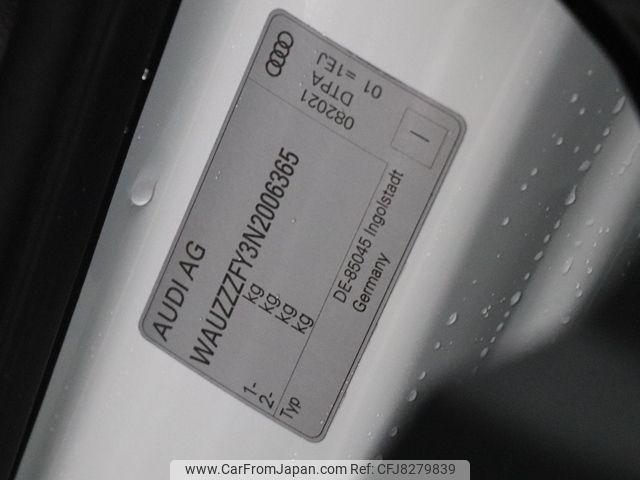 AUDI AG
WAUZZZFY3N2006365
kg
kg
1- kg
2- kg
Typ
082021
DTPA
01 =1EJ
I
DE-85045 Ingolstadt
Germany
www.CarFromJapan.com ID:CFJ8279839